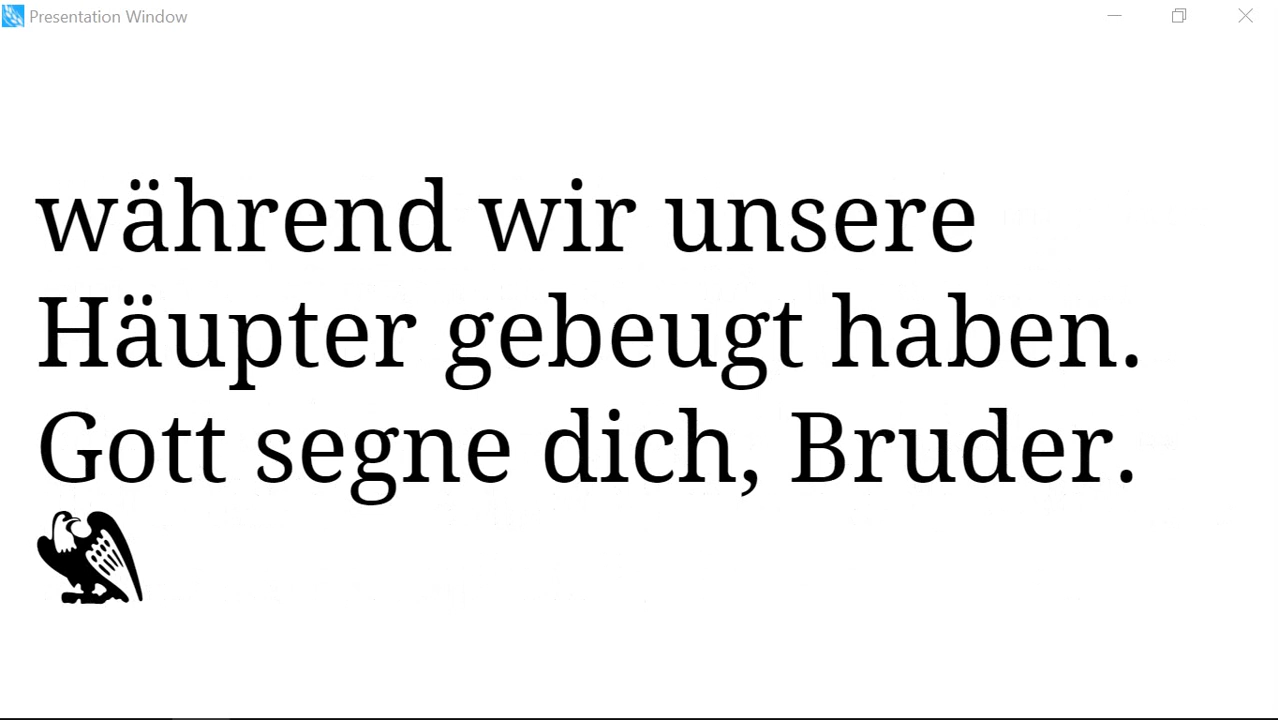 Presentation Window
während wir unsere
Häupter gebeugt haben.
Gott segne dich, Bruder.